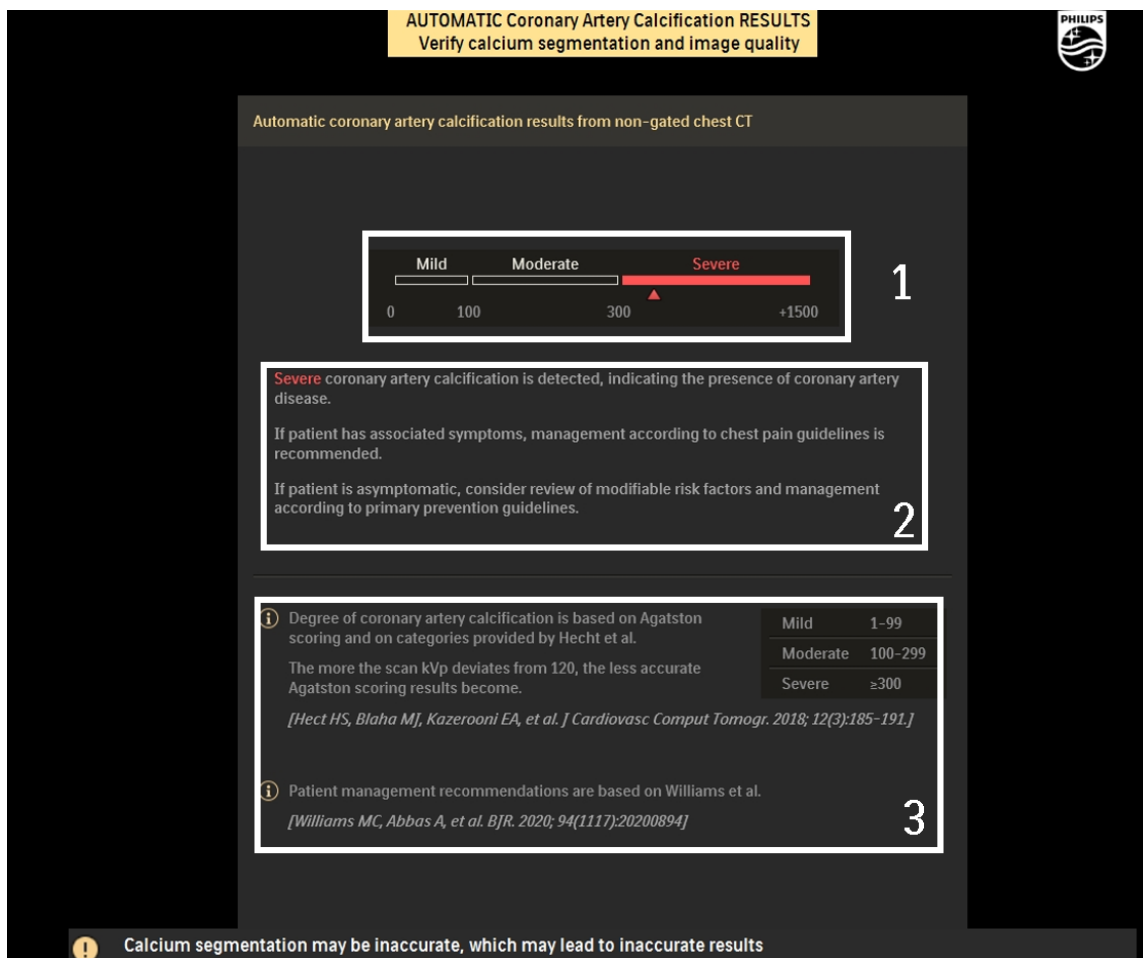 AUTOMATIC Coronary Artery Calcification RESULTS
Verify calcium segmentation and image quality
PHILIPS
Automatic coronary artery calcification results from non-gated chest CT
Mild Moderate Severe
0 100 300 +1500
1
Severe coronary artery calcification is detected, indicating the presence of coronary artery
disease.
If patient has associated symptoms, management according to chest pain guidelines is
recommended.
If patient is asymptomatic, consider review of modifiable risk factors and management
according to primary prevention guidelines.
2
Degree of coronary artery calcification is based on Agatston
scoring and on categories provided by Hecht et al.
The more the scan kVp deviates from 120, the less accurate
Agatston scoring results become.
Mild 1-99
Moderate 100-299
Severe ≥300
[Hect HS, Blaha MJ, Kazerooni EA, et al. J Cardiovasc Comput Tomogr. 2018; 12(3):185-191.]
Patient management recommendations are based on Williams et al.
[Williams MC, Abbas A, et al. BJR. 2020; 94(1117):20200894]
3
Calcium segmentation may be inaccurate, which may lead to inaccurate results